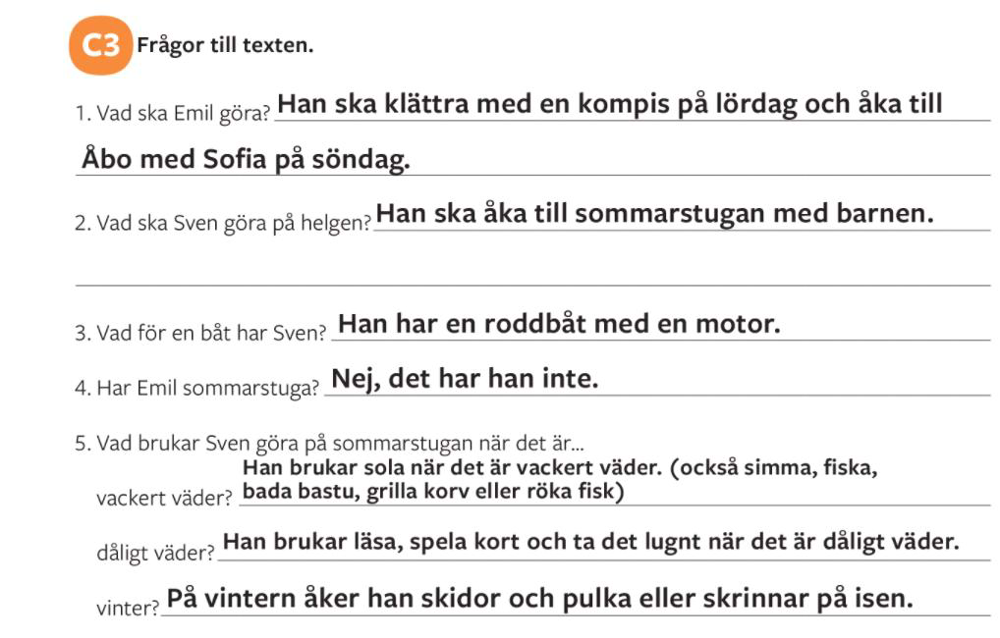 C3 Frågor till texten.
1. Vad ska Emil göra? Han ska klättra med en kompis på lördag och åka till
Åbo med Sofia på söndag.
2. Vad ska Sven göra på helgen? Han ska åka till sommarstugan med barnen.
3. Vad för en båt har Sven? Han har en roddbåt med en motor.
4. Har Emil sommarstuga? Nej, det har han inte.
5. Vad brukar Sven göra på sommarstugan när det är...
Han brukar sola när det är vackert väder. (också simma, fiska,
vackert väder? bada bastu, grilla korv eller röka fisk)
dåligt väder? Han brukar läsa, spela kort och ta det lugnt när det är dåligt väder.
vinter? På vintern åker han skidor och pulka eller skrinnar på isen.